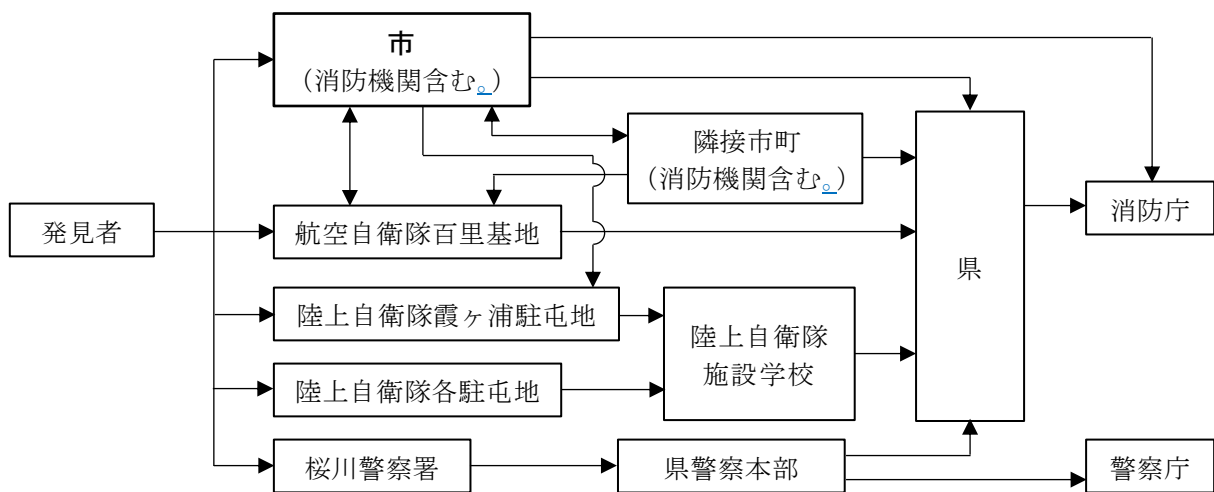 市
（消防機関含む。）
隣接市町
（消防機関含む。）
発見者
航空自衛隊百里基地
消防庁
県
陸上自衛隊霞ヶ浦駐屯地
陸上自衛隊
施設学校
陸上自衛隊各駐屯地
桜川警察署
県警察本部
警察庁